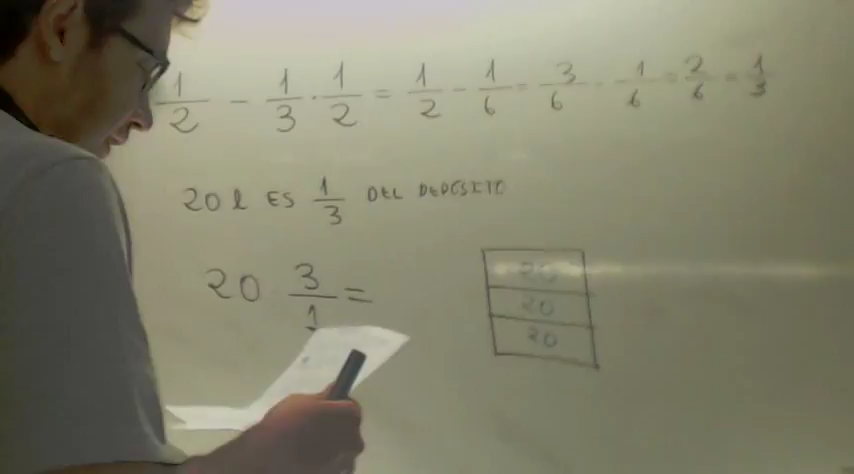 1/2 - 1/3 · 1/2 = 1/2 - 1/6 = 3/6 - 1/6 = 2/6 = 1/3
20 l ES 1/3 DEL DEPOSITO
20 3/1 =
20
20
20